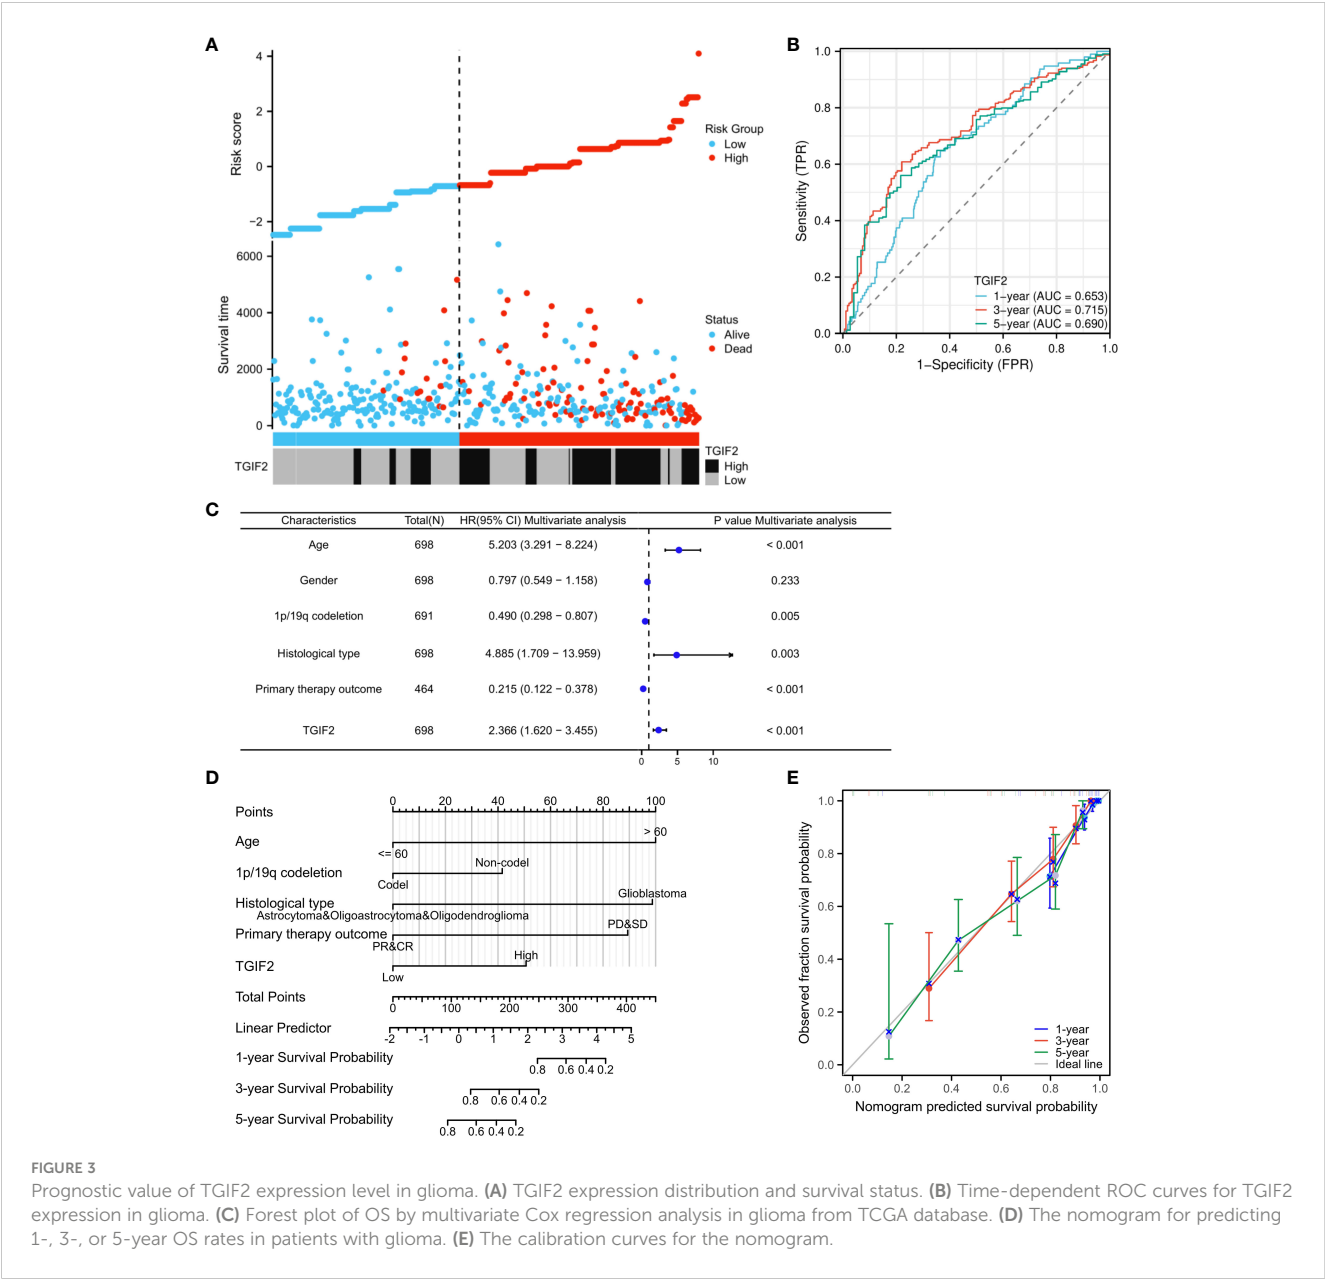 A
4
2
0
−2
Risk score
Risk Group
Low
High
6000
4000
2000
0
Survival time
Status
Alive
Dead
TGIF2
TGIF2
High
Low
B
1.0
0.8
0.6
0.4
0.2
0.0
Sensitivity (TPR)
TGIF2
1−year (AUC = 0.653)
3−year (AUC = 0.715)
5−year (AUC = 0.690)
0.0 0.2 0.4 0.6 0.8 1.0
1−Specificity (FPR)
C
Characteristics Total(N) HR(95% CI) Multivariate analysis P value Multivariate analysis
Age 698 5.203 (3.291 − 8.224) < 0.001
Gender 698 0.797 (0.549 − 1.158) 0.233
1p/19q codeletion 691 0.490 (0.298 − 0.807) 0.005
Histological type 698 4.885 (1.709 − 13.959) 0.003
Primary therapy outcome 464 0.215 (0.122 − 0.378) < 0.001
TGIF2 698 2.366 (1.620 − 3.455) < 0.001
0 5 10
D
0 20 40 60 80 100
Points
> 60
Age
<= 60
Non-codel
1p/19q codeletion
Codel
Glioblastoma
Histological type
Astrocytoma&Oligoastrocytoma&Oligodendroglioma
PD&SD
Primary therapy outcome
PR&CR
High
TGIF2
Low
Total Points
0 100 200 300 400
Linear Predictor
-2 -1 0 1 2 3 4 5
1-year Survival Probability
0.8 0.6 0.4 0.2
3-year Survival Probability
0.8 0.6 0.4 0.2
5-year Survival Probability
0.8 0.6 0.4 0.2
E
1.0
0.8
0.6
0.4
0.2
0.0
Observed fraction survival probability
1-year
3-year
5-year
Ideal line
0.0 0.2 0.4 0.6 0.8 1.0
Nomogram predicted survival probability
FIGURE 3
Prognostic value of TGIF2 expression level in glioma. (A) TGIF2 expression distribution and survival status. (B) Time-dependent ROC curves for TGIF2
expression in glioma. (C) Forest plot of OS by multivariate Cox regression analysis in glioma from TCGA database. (D) The nomogram for predicting
1-, 3-, or 5-year OS rates in patients with glioma. (E) The calibration curves for the nomogram.